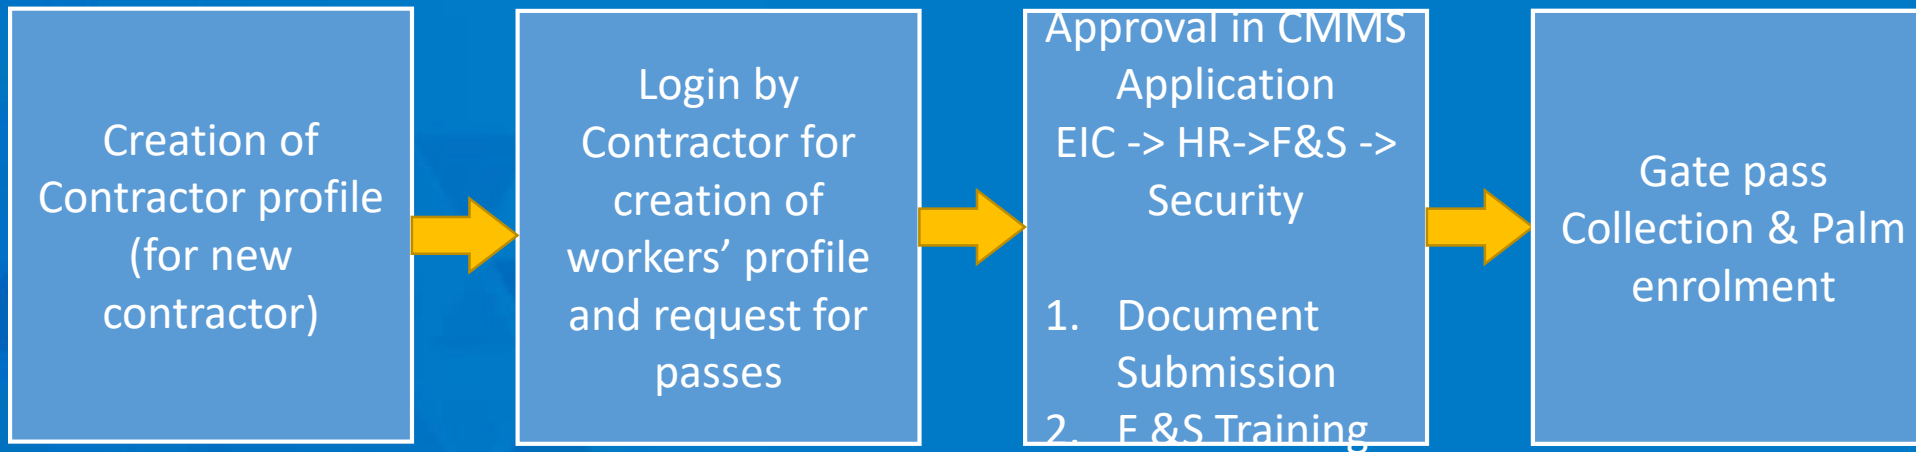 Creation of
Contractor profile
(for new
contractor)
Login by
Contractor for
creation of
workers’ profile
and request for
passes
Approval in CMMS
Application
EIC -> HR->F&S ->
Security
1. Document
Submission
2. F &S Training
Gate pass
Collection & Palm
enrolment